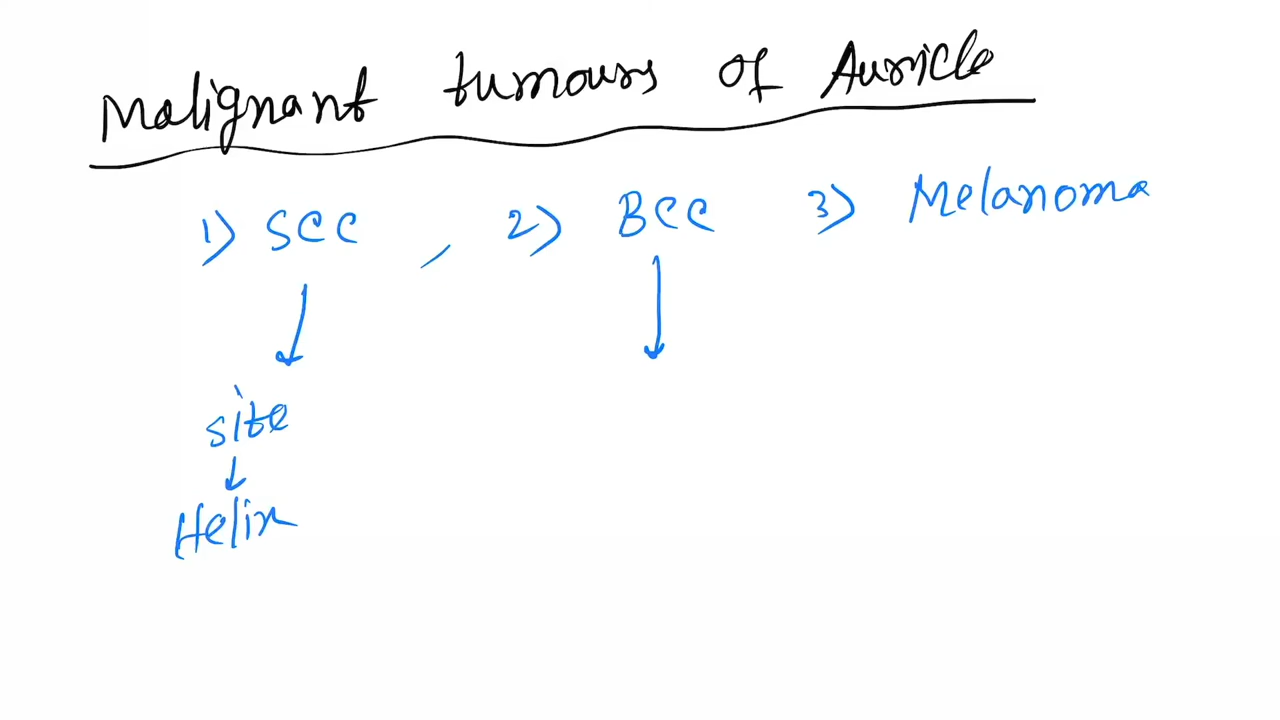 Malignant tumours of Auricle
1) SCC , 2) BCC 3) Melanoma
site
Helix